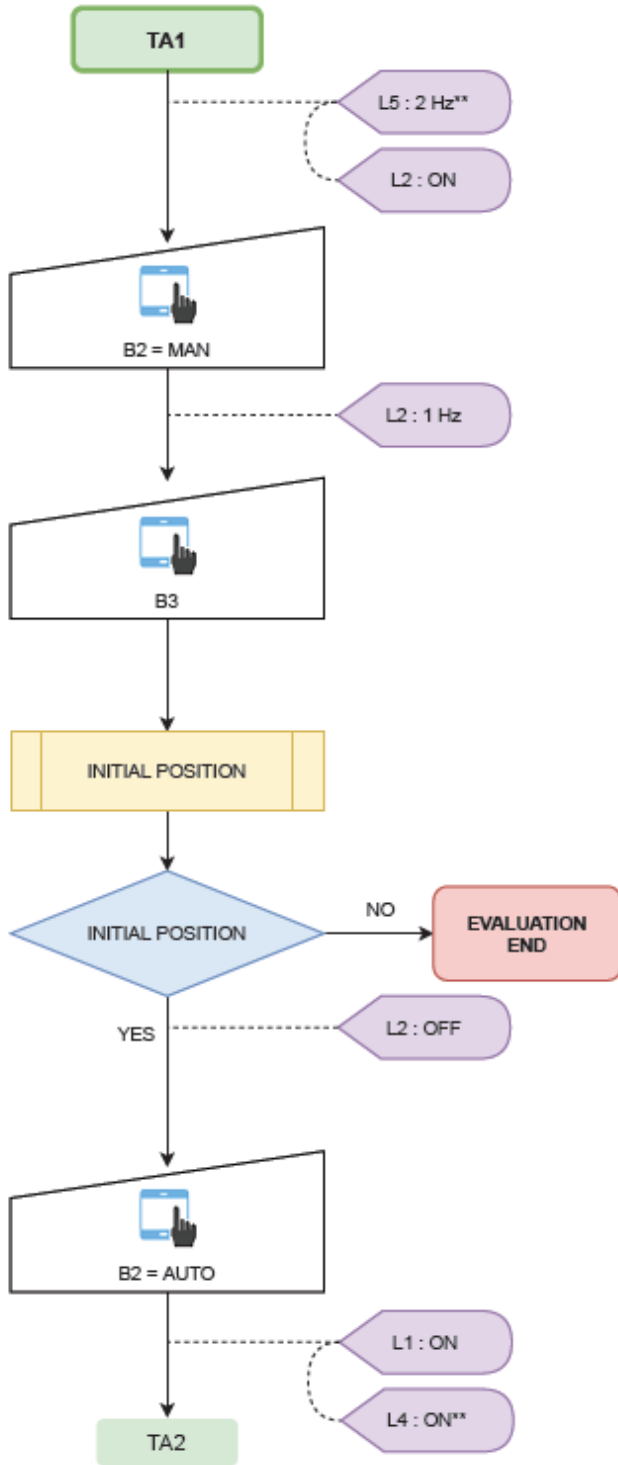 TA1
L5 : 2 Hz**
L2 : ON
B2 = MAN
L2 : 1 Hz
B3
INITIAL POSITION
INITIAL POSITION
NO
EVALUATION
END
YES
L2 : OFF
B2 = AUTO
L1 : ON
L4 : ON**
TA2